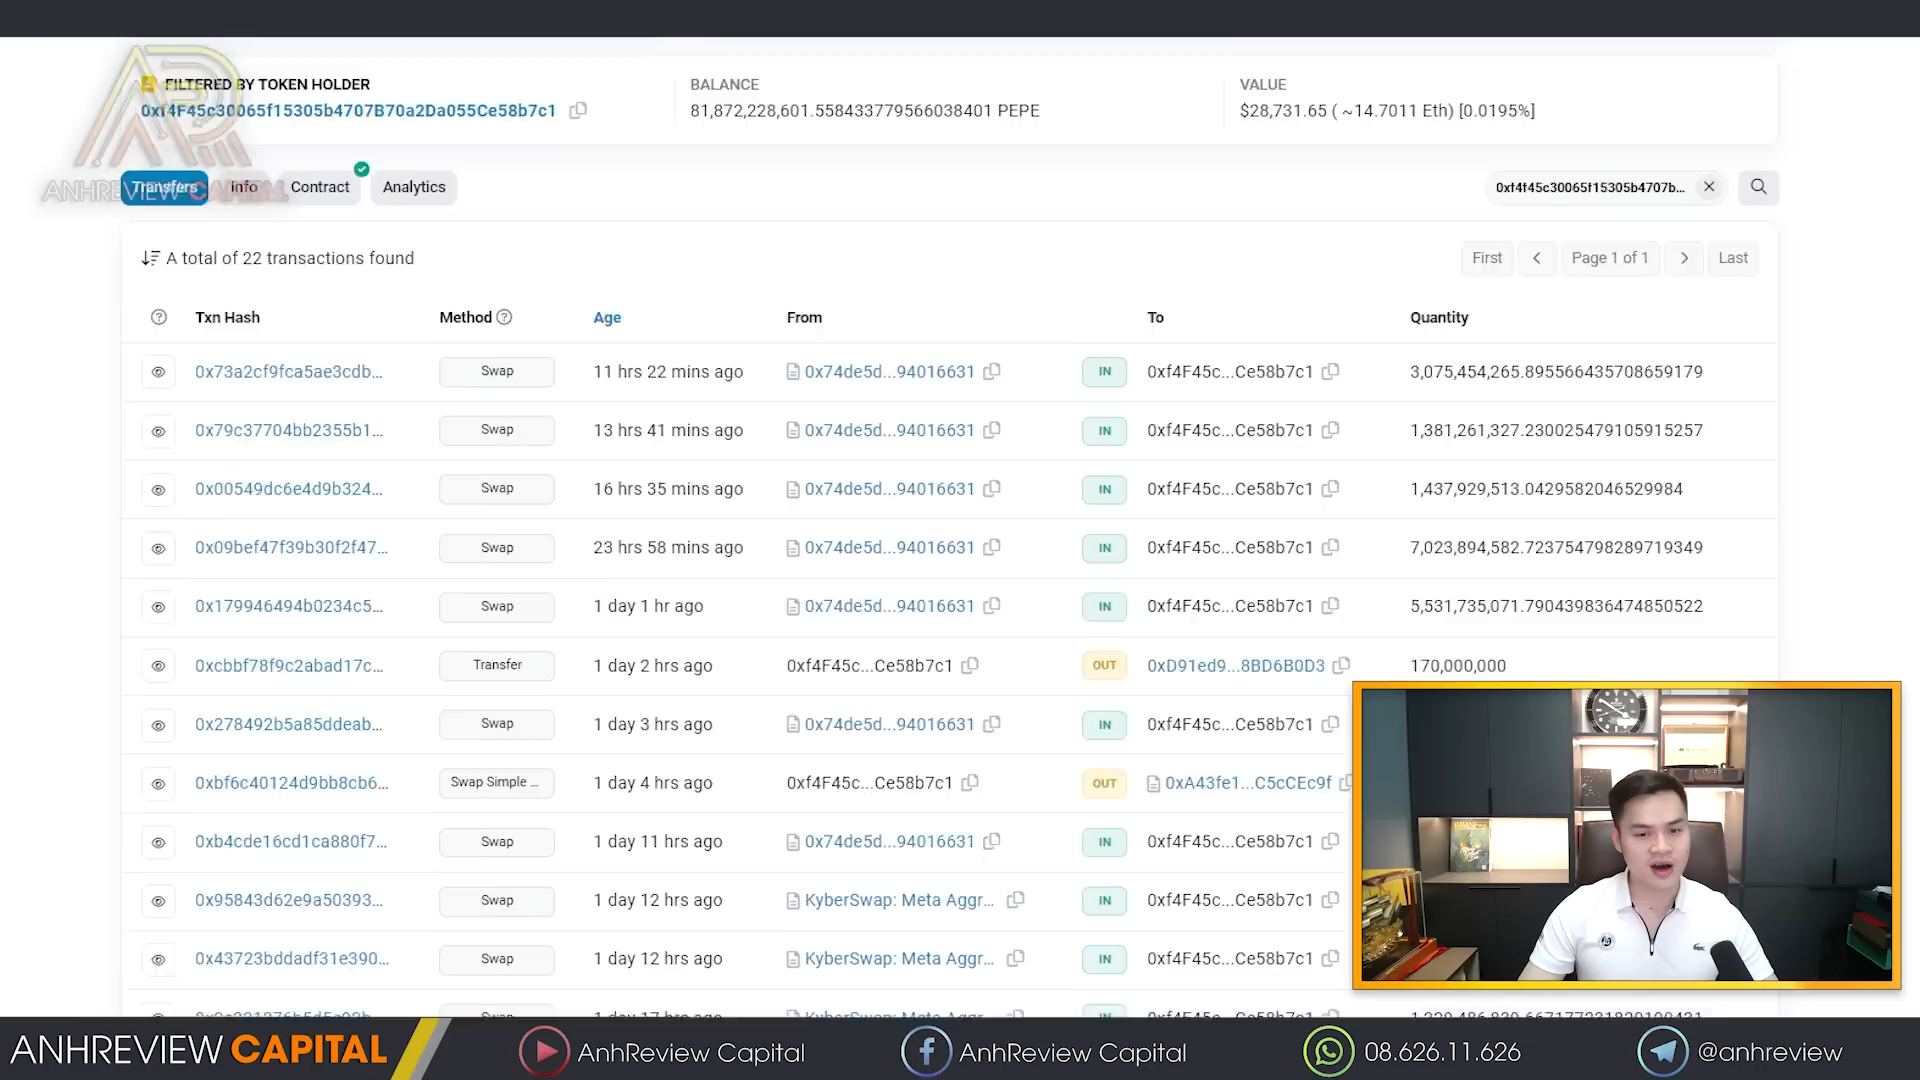 FILTERED BY TOKEN HOLDER
BALANCE
VALUE
0xf4F45c30065f15305b4707B70a2Da055Ce58b7c1
81,872,228,601.558433779566038401 PEPE
$28,731.65 ( ~14.7011 Eth) [0.0195%]
ANHREVIEW CAPITAL
Transfers
Info
Contract
Analytics
0xf4f45c30065f15305b4707b...
A total of 22 transactions found
First
Page 1 of 1
Last
Txn Hash Method Age From To Quantity
0x73a2cf9fca5ae3cdb... Swap 11 hrs 22 mins ago 0x74de5d...94016631 IN 0xf4F45c...Ce58b7c1 3,075,454,265.895566435708659179
0x79c37704bb2355b1... Swap 13 hrs 41 mins ago 0x74de5d...94016631 IN 0xf4F45c...Ce58b7c1 1,381,261,327.230025479105915257
0x00549dc6e4d9b324... Swap 16 hrs 35 mins ago 0x74de5d...94016631 IN 0xf4F45c...Ce58b7c1 1,437,929,513.0429582046529984
0x09bef47f39b30f2f47... Swap 23 hrs 58 mins ago 0x74de5d...94016631 IN 0xf4F45c...Ce58b7c1 7,023,894,582.723754798289719349
0x179946494b0234c5... Swap 1 day 1 hr ago 0x74de5d...94016631 IN 0xf4F45c...Ce58b7c1 5,531,735,071.790439836474850522
0xcbbf78f9c2abad17c... Transfer 1 day 2 hrs ago 0xf4F45c...Ce58b7c1 OUT 0xD91ed9...8BD6B0D3 170,000,000
0x278492b5a85ddeab... Swap 1 day 3 hrs ago 0x74de5d...94016631 IN 0xf4F45c...Ce58b7c1
0xbf6c40124d9bb8cb6... Swap Simple ... 1 day 4 hrs ago 0xf4F45c...Ce58b7c1 OUT 0xA43fe1...C5cCEc9f
0xb4cde16cd1ca880f7... Swap 1 day 11 hrs ago 0x74de5d...94016631 IN 0xf4F45c...Ce58b7c1
0x95843d62e9a50393... Swap 1 day 12 hrs ago KyberSwap: Meta Aggr... IN 0xf4F45c...Ce58b7c1
0x43723bddadf31e390... Swap 1 day 12 hrs ago KyberSwap: Meta Aggr... IN 0xf4F45c...Ce58b7c1
ANHREVIEW CAPITAL
AnhReview Capital
AnhReview Capital
08.626.11.626
@anhreview